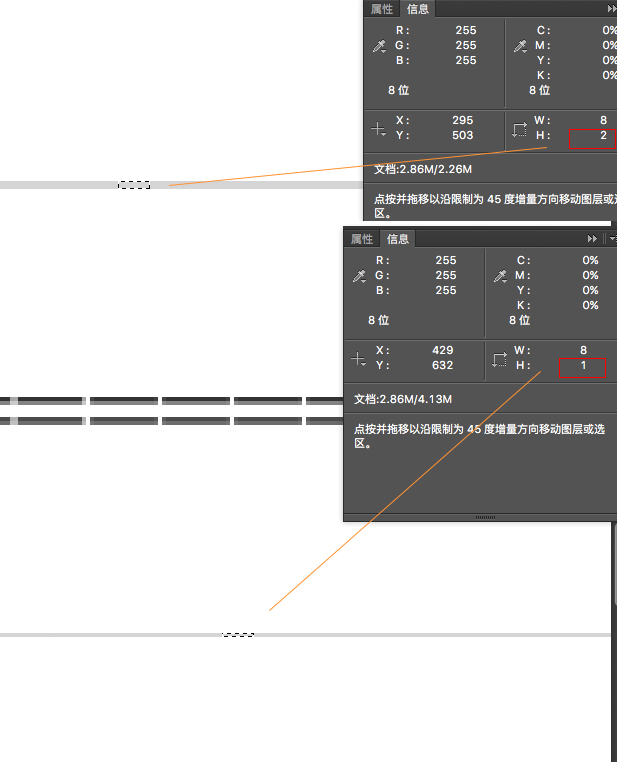 属性 信息
R: 255 C: 0%
G: 255 M: 0%
B: 255 Y: 0%
K: 0%
8 位 8 位
X: 295 W: 8
Y: 503 H: 2
文档:2.86M/2.26M
点按并拖移以沿限制为 45 度增量方向移动图层或选
区。
属性 信息
R: 255 C: 0%
G: 255 M: 0%
B: 255 Y: 0%
K: 0%
8 位 8 位
X: 429 W: 8
Y: 632 H: 1
文档:2.86M/4.13M
点按并拖移以沿限制为 45 度增量方向移动图层或选
区。